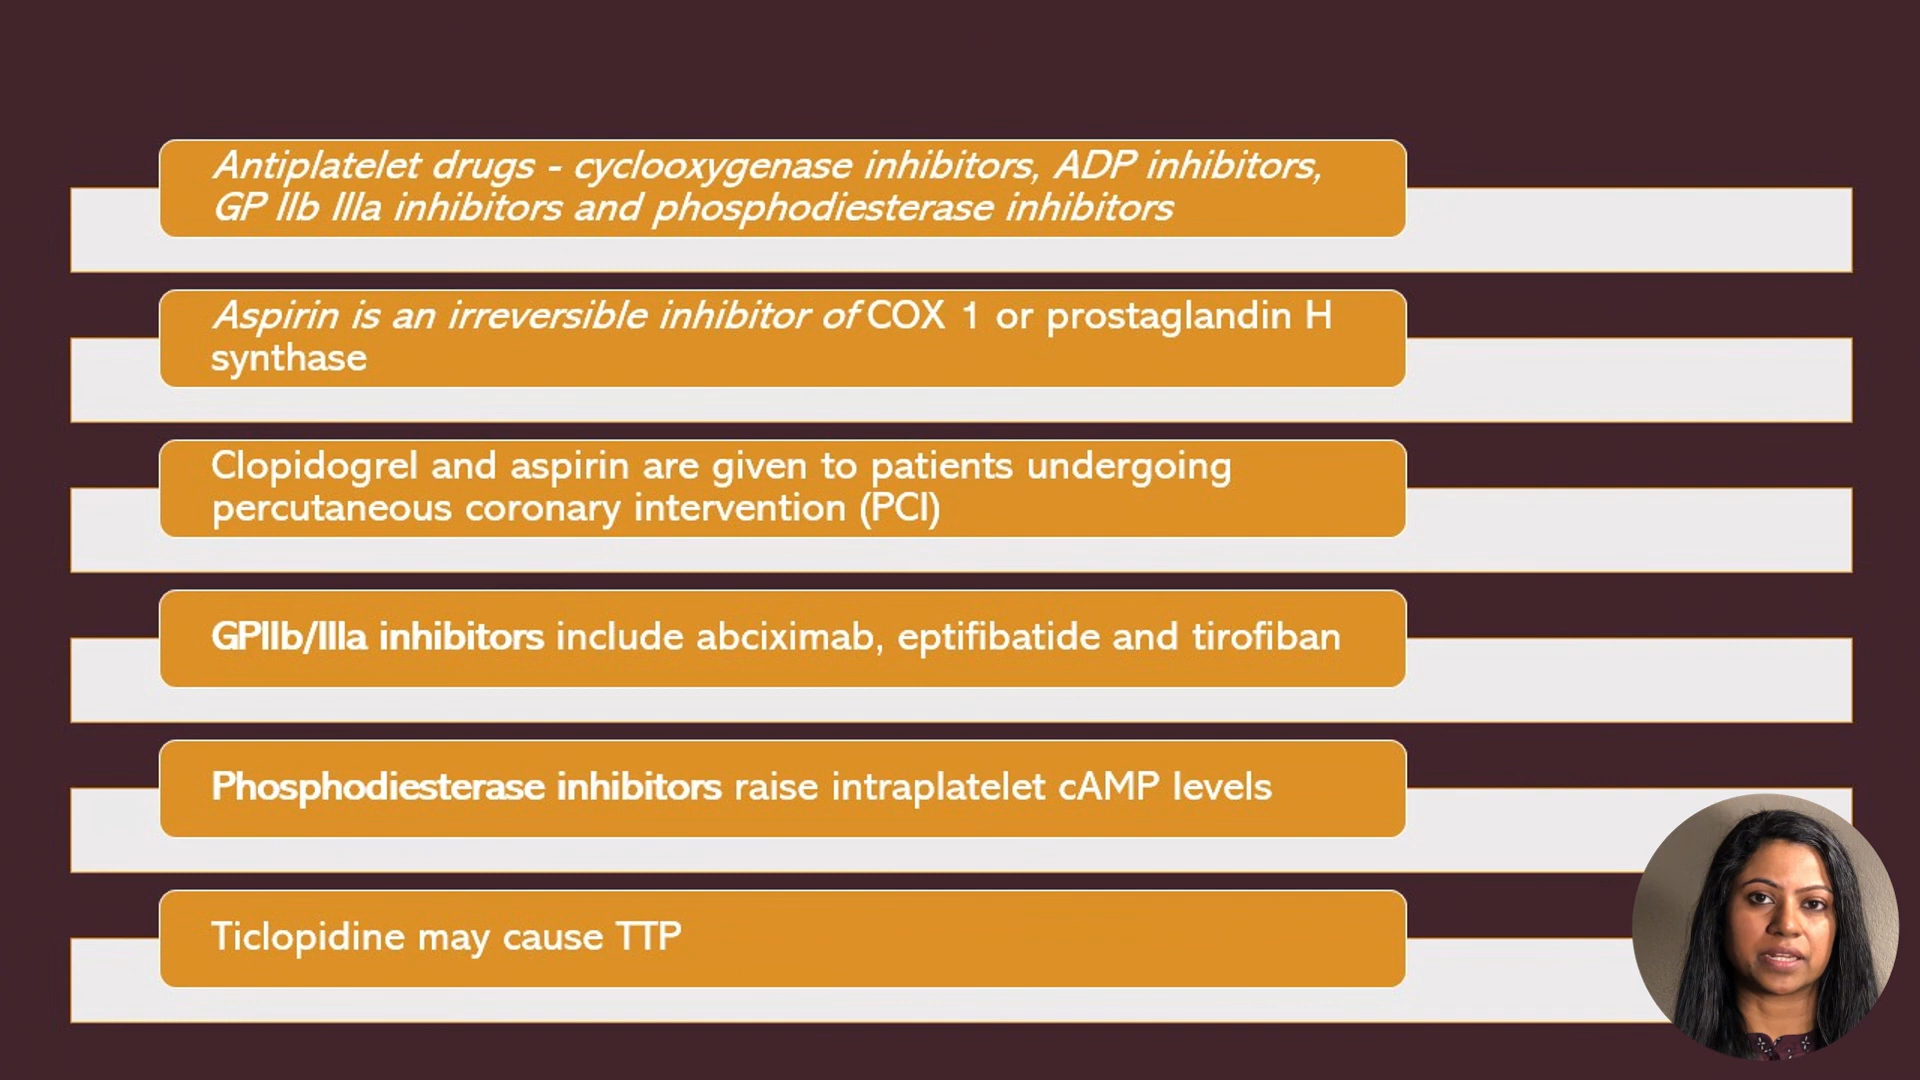 Antiplatelet drugs - cyclooxygenase inhibitors, ADP inhibitors,
GP IIb IIIa inhibitors and phosphodiesterase inhibitors
Aspirin is an irreversible inhibitor of COX 1 or prostaglandin H
synthase
Clopidogrel and aspirin are given to patients undergoing
percutaneous coronary intervention (PCI)
GPIIb/IIIa inhibitors include abciximab, eptifibatide and tirofiban
Phosphodiesterase inhibitors raise intraplatelet cAMP levels
Ticlopidine may cause TTP